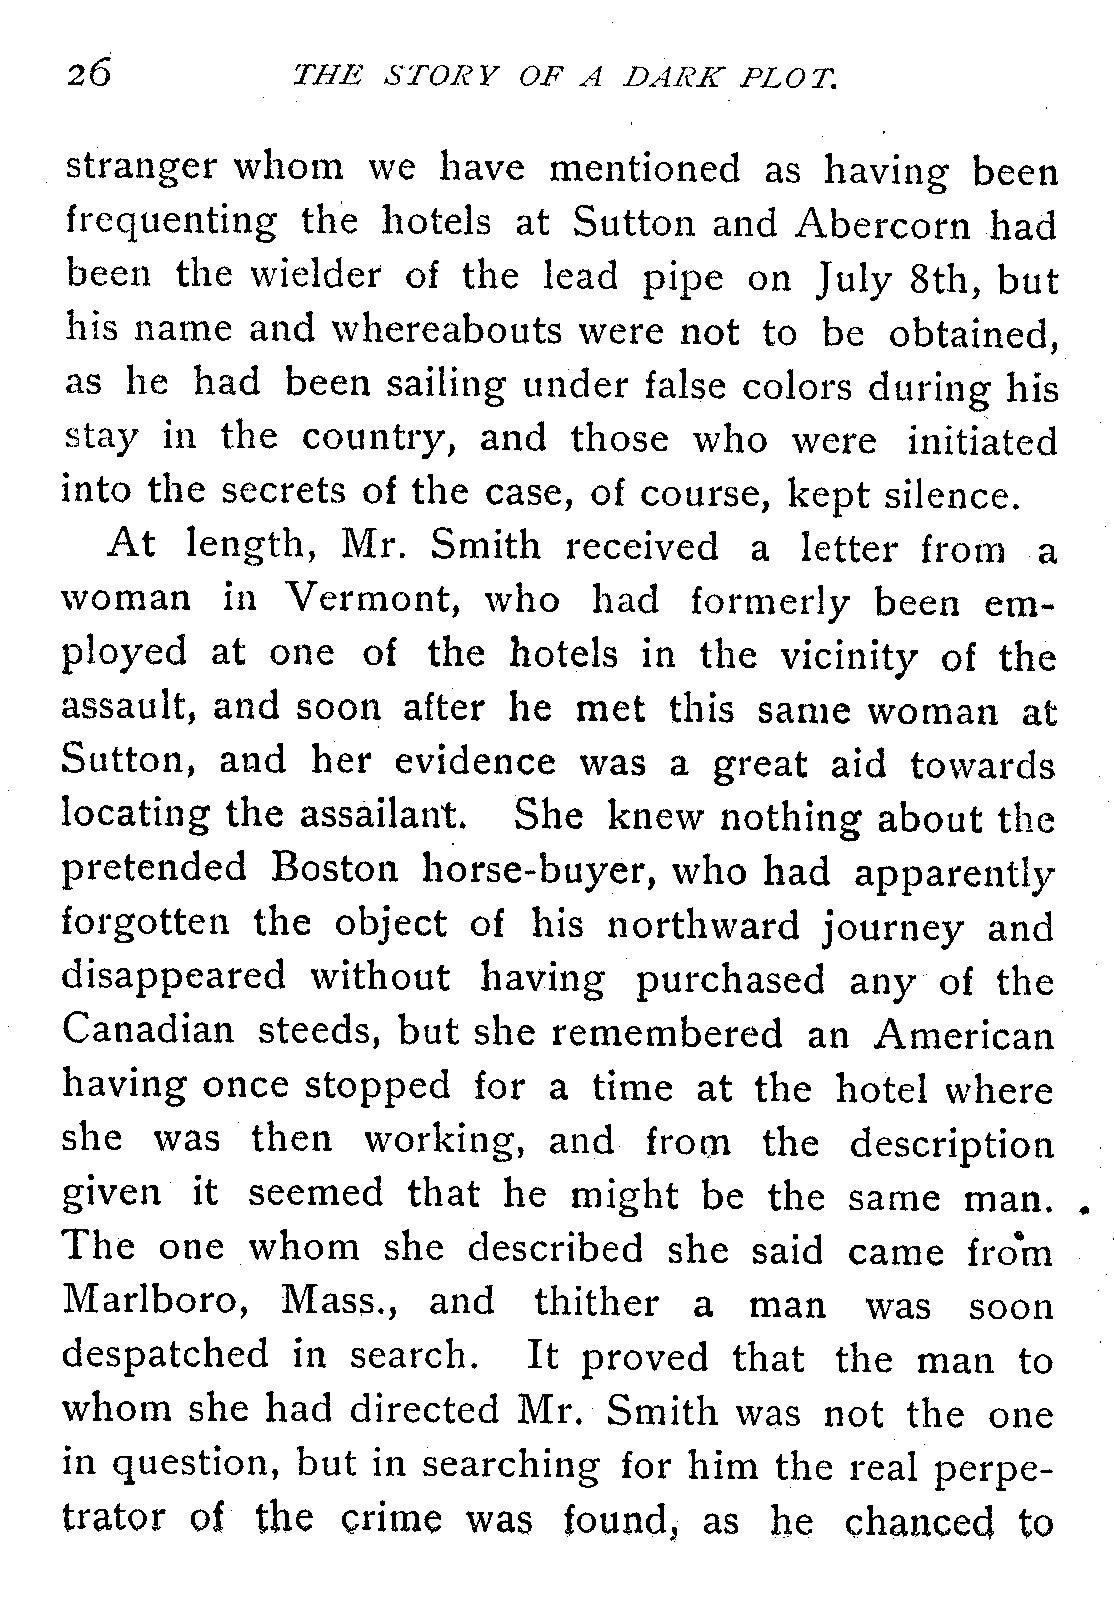 26 THE STORY OF A DARK PLOT.
stranger whom we have mentioned as having been
frequenting the hotels at Sutton and Abercorn had
been the wielder of the lead pipe on July 8th, but
his name and whereabouts were not to be obtained,
as he had been sailing under false colors during his
stay in the country, and those who were initiated
into the secrets of the case, of course, kept silence.
At length, Mr. Smith received a letter from a
woman in Vermont, who had formerly been em-
ployed at one of the hotels in the vicinity of the
assault, and soon after he met this same woman at
Sutton, and her evidence was a great aid towards
locating the assailant. She knew nothing about the
pretended Boston horse-buyer, who had apparently
forgotten the object of his northward journey and
disappeared without having purchased any of the
Canadian steeds, but she remembered an American
having once stopped for a time at the hotel where
she was then working, and from the description
given it seemed that he might be the same man.
The one whom she described she said came from
Marlboro, Mass., and thither a man was soon
despatched in search. It proved that the man to
whom she had directed Mr. Smith was not the one
in question, but in searching for him the real perpe-
trator of the crime was found, as he chanced to